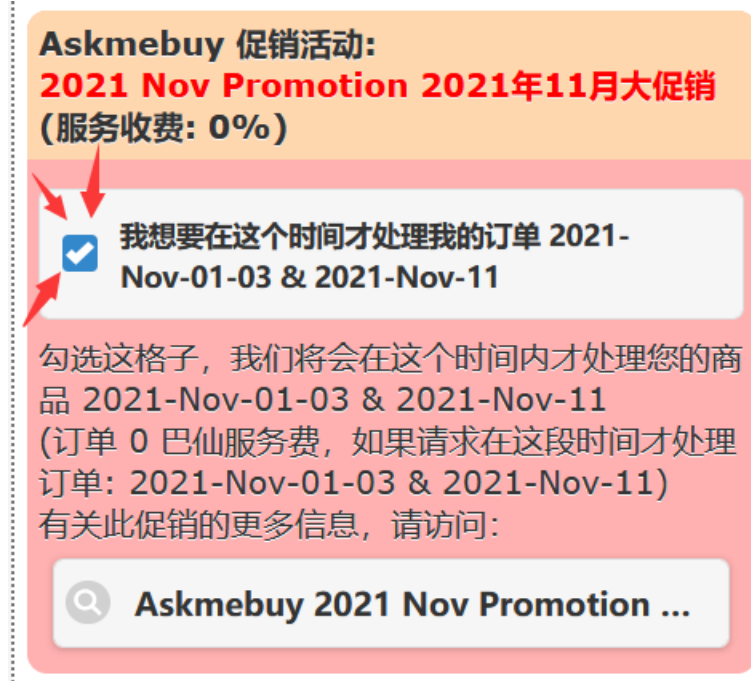 Askmebuy 促销活动:
2021 Nov Promotion 2021年11月大促销
(服务收费: 0%)
我想要在这个时间才处理我的订单 2021-
Nov-01-03 & 2021-Nov-11
勾选这格子，我们将会在这个时间内才处理您的商
品 2021-Nov-01-03 & 2021-Nov-11
(订单 0 巴仙服务费，如果请求在这段时间才处理
订单: 2021-Nov-01-03 & 2021-Nov-11)
有关此促销的更多信息，请访问:
Askmebuy 2021 Nov Promotion ...